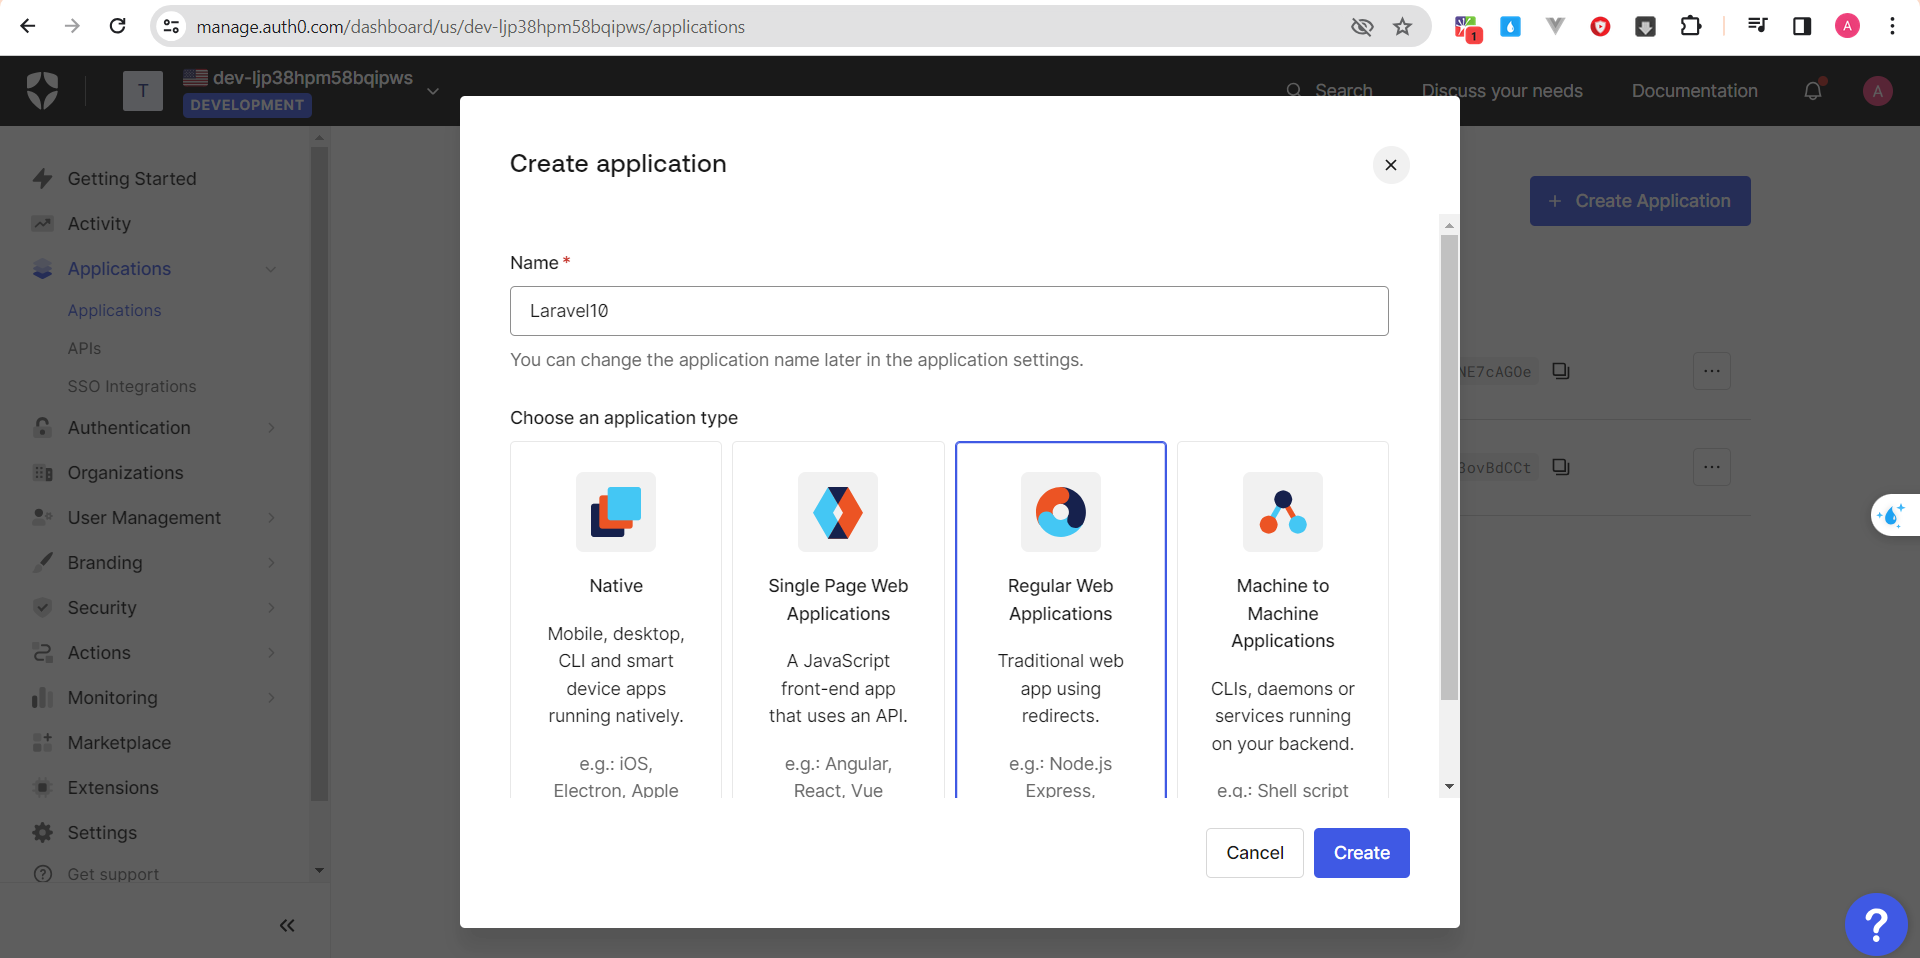 manage.auth0.com/dashboard/us/dev-ljp38hpm58bqipws/applications
1
A
T
dev-ljp38hpm58bqipws
DEVELOPMENT
Search
Discuss your needs
Documentation
A
Getting Started
Activity
Applications
Applications
APIs
SSO Integrations
Authentication
Organizations
User Management
Branding
Security
Actions
Monitoring
Marketplace
Extensions
Settings
Get support
+ Create Application
NE7cAGOe
BovBdCCt
Create application
Name *
Laravel10
You can change the application name later in the application settings.
Choose an application type
Native
Mobile, desktop,
CLI and smart
device apps
running natively.
e.g.: iOS,
Electron, Apple
Single Page Web
Applications
A JavaScript
front-end app
that uses an API.
e.g.: Angular,
React, Vue
Regular Web
Applications
Traditional web
app using
redirects.
e.g.: Node.js
Express,
Machine to
Machine
Applications
CLIs, daemons or
services running
on your backend.
e.g.: Shell script
Cancel
Create
?